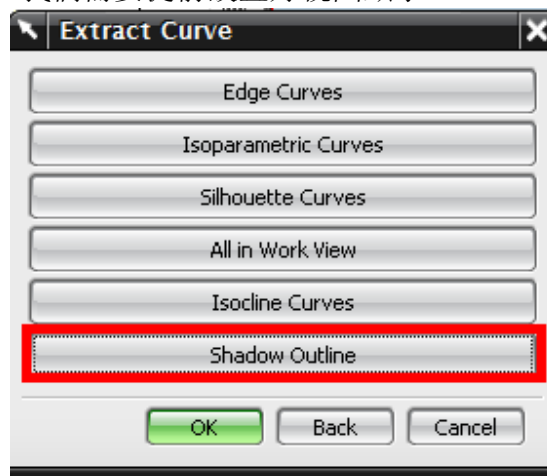 Extract Curve
Edge Curves
Isoparametric Curves
Silhouette Curves
All in Work View
Isocline Curves
Shadow Outline
OK Back Cancel